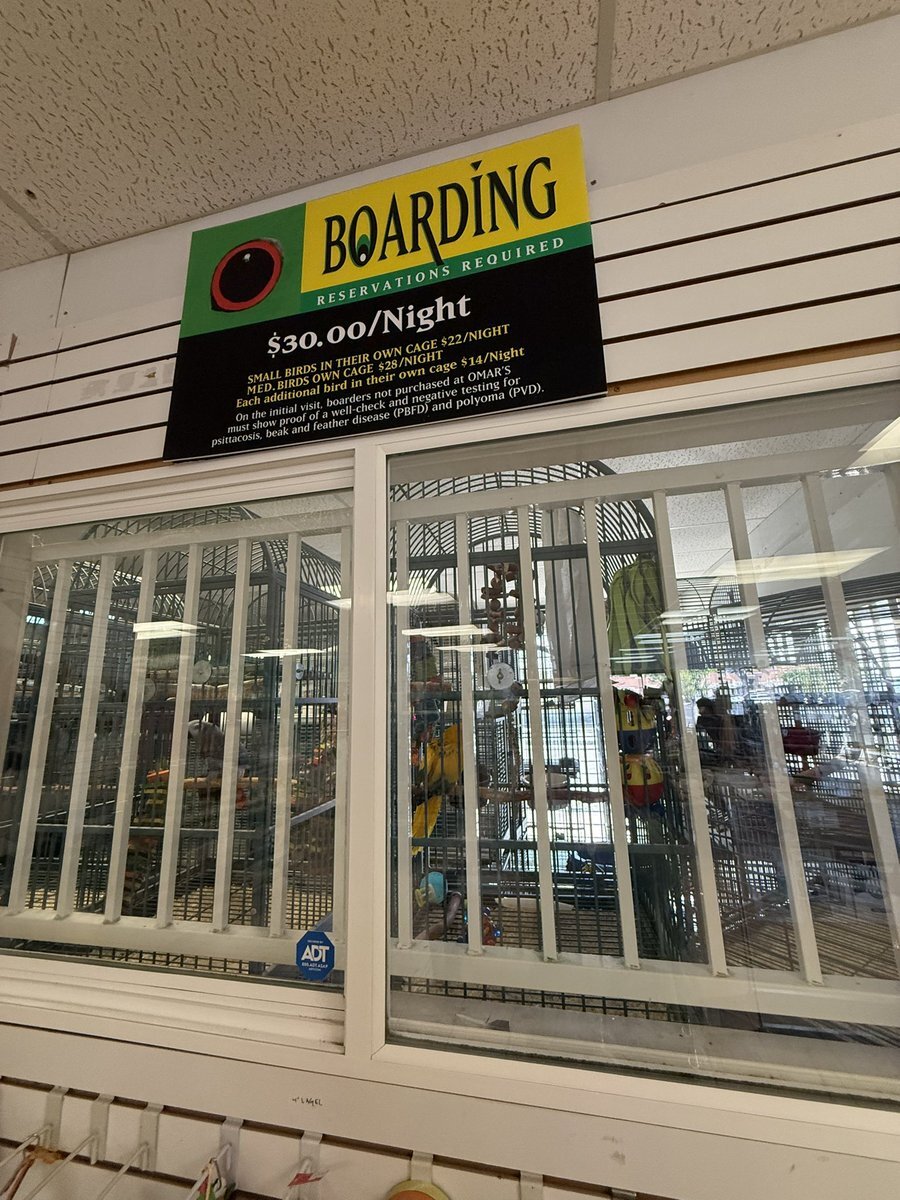 BOARDING
RESERVATIONS REQUIRED
$30.00/Night
SMALL BIRDS IN THEIR OWN CAGE $22/NIGHT
MED. BIRDS OWN CAGE $28/NIGHT
Each additional bird in their own cage $14/Night
On the initial visit, boarders not purchased at OMAR'S
must show proof of a well-check and negative testing for
psittacosis, beak and feather disease (PBFD) and polyoma (PVD).
ADT